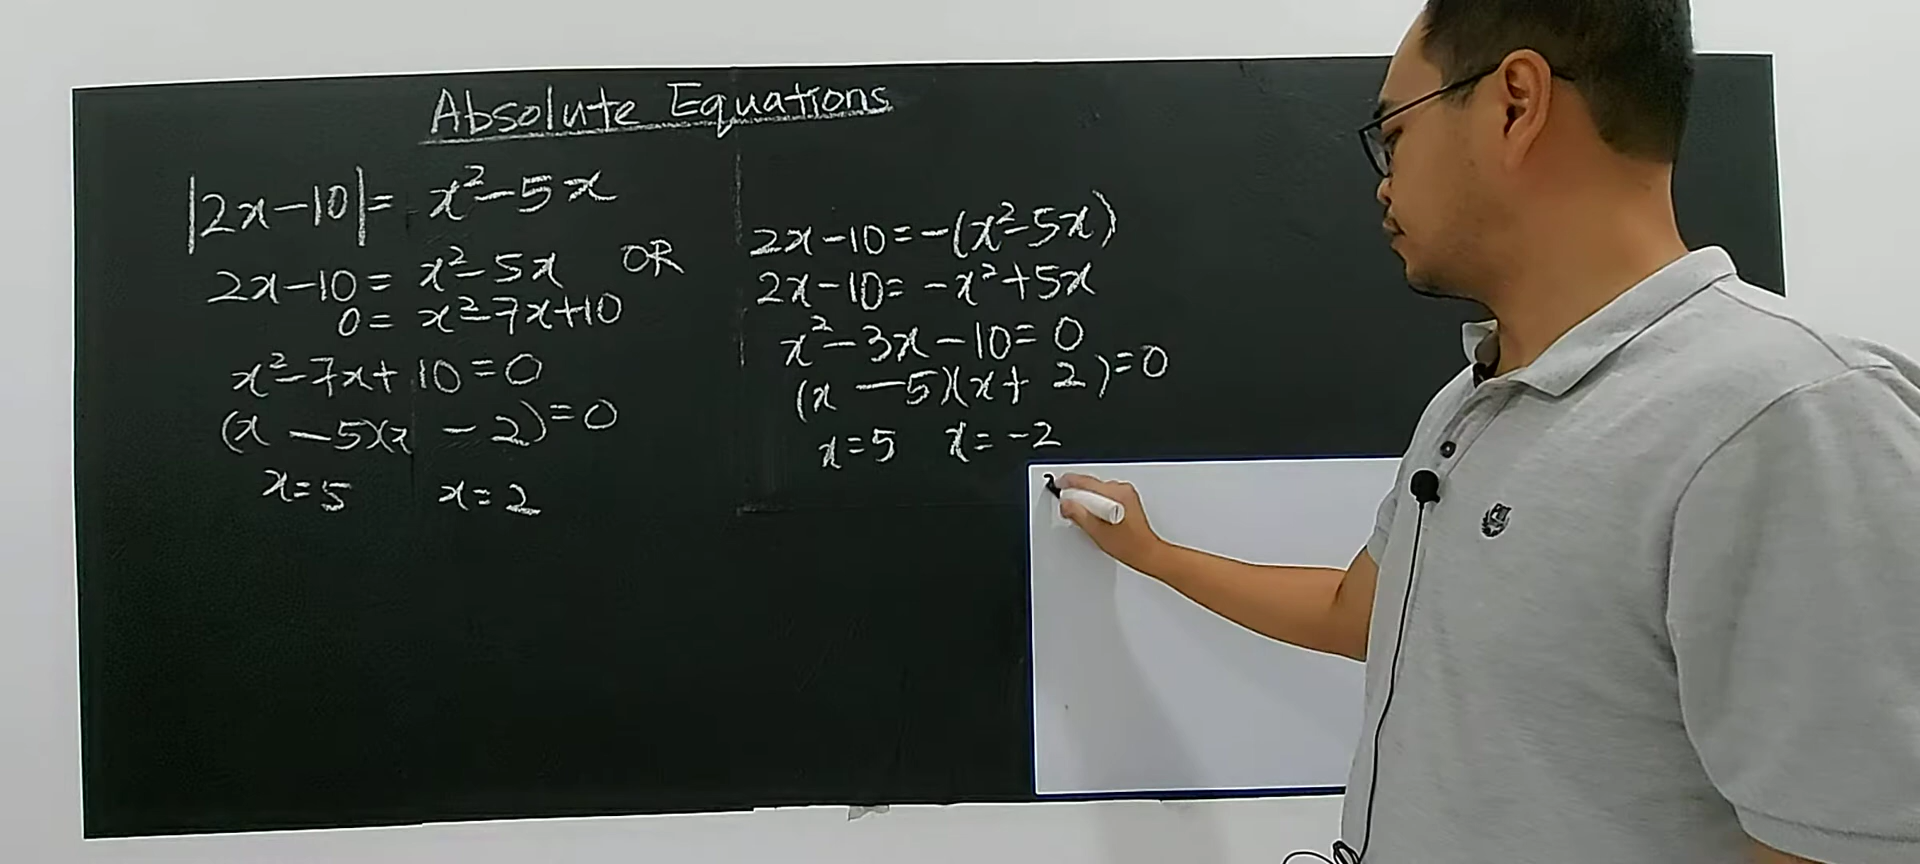 Absolute Equations
|2x-10|= x²-5x
2x-10= x²-5x OR
0= x²-7x+10
x²-7x+10=0
(x -5)(x -2)=0
x=5 x=2
2x-10=-(x²-5x)
2x-10=-x²+5x
x²-3x-10=0
(x -5)(x+ 2)=0
x=5 x=-2